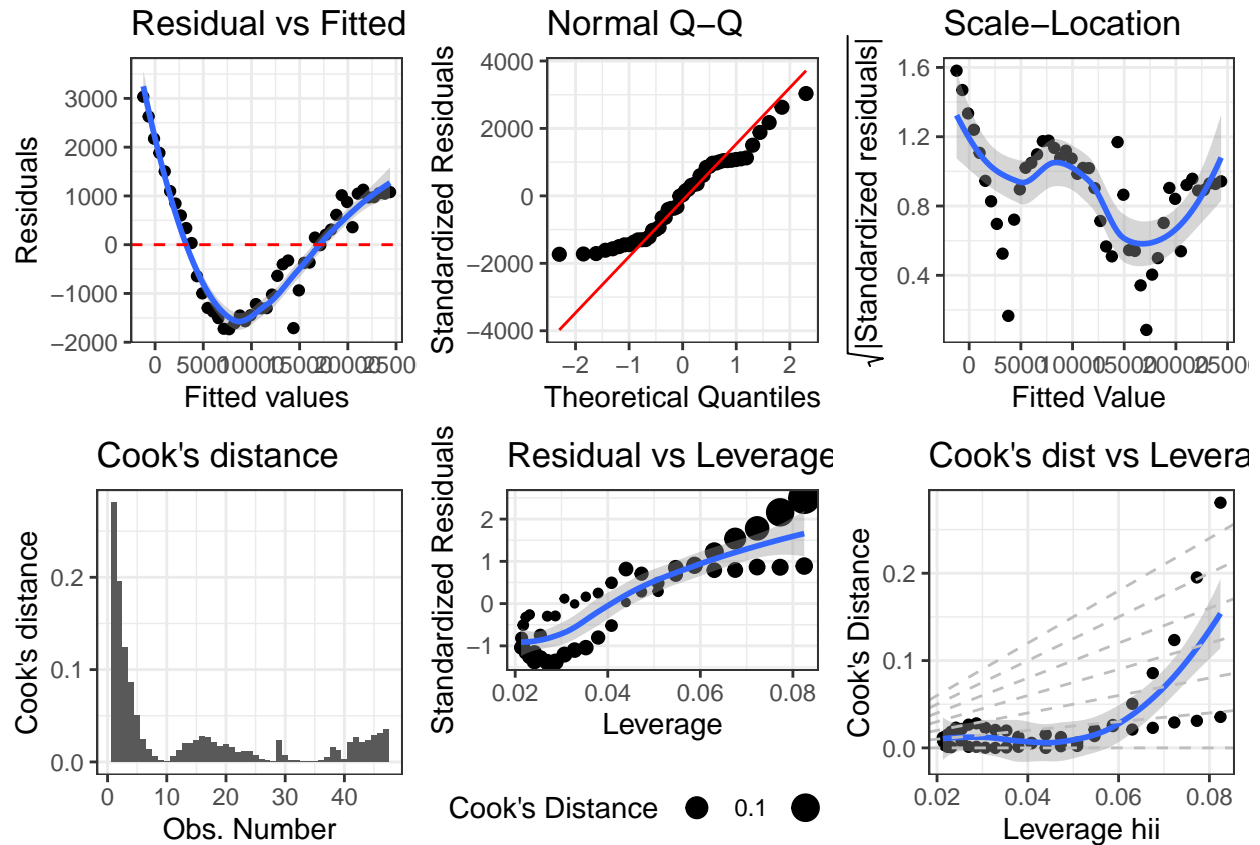 Residual vs Fitted
Residuals
3000
2000
1000
0
−1000
−2000
0 5000 10000 15000 20000 25000
Fitted values
Normal Q−Q
Standardized Residuals
4000
2000
0
−2000
−4000
−2 −1 0 1 2
Theoretical Quantiles
Scale−Location
√|Standardized residuals|
1.6
1.2
0.8
0.4
0 5000 10000 15000 20000 25000
Fitted Value
Cook's distance
Cook's distance
0.2
0.1
0.0
0 10 20 30 40
Obs. Number
Residual vs Leverage
Standardized Residuals
2
1
0
−1
0.02 0.04 0.06 0.08
Leverage
Cook's Distance 0.1
Cook's dist vs Levera
Cook's Distance
0.2
0.1
0.0
0.02 0.04 0.06 0.08
Leverage hii